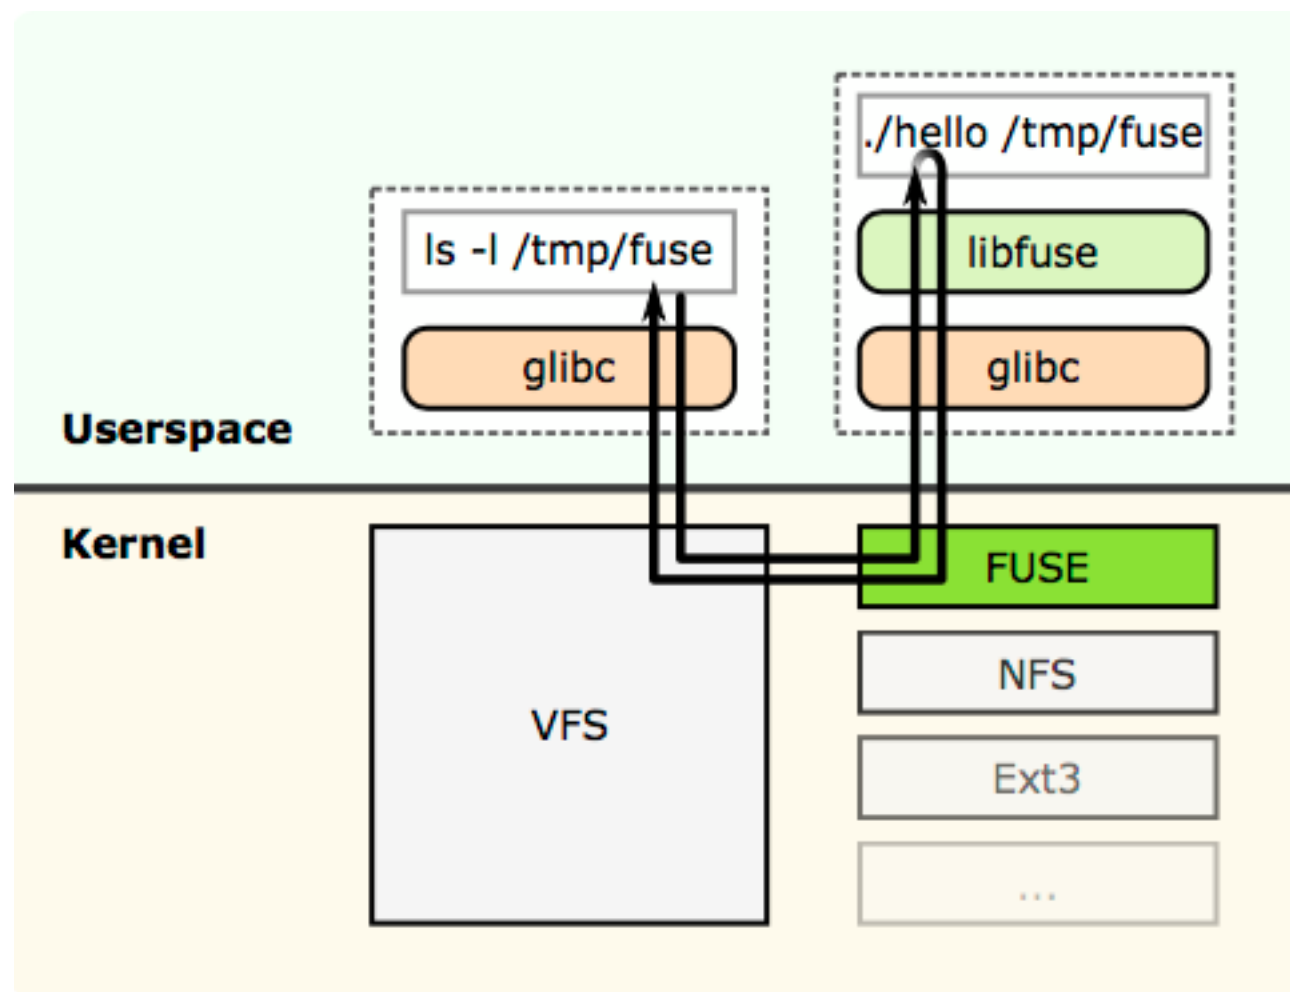 ./hello /tmp/fuse
ls -l /tmp/fuse
libfuse
glibc
glibc
Userspace
Kernel
FUSE
NFS
VFS
Ext3
...